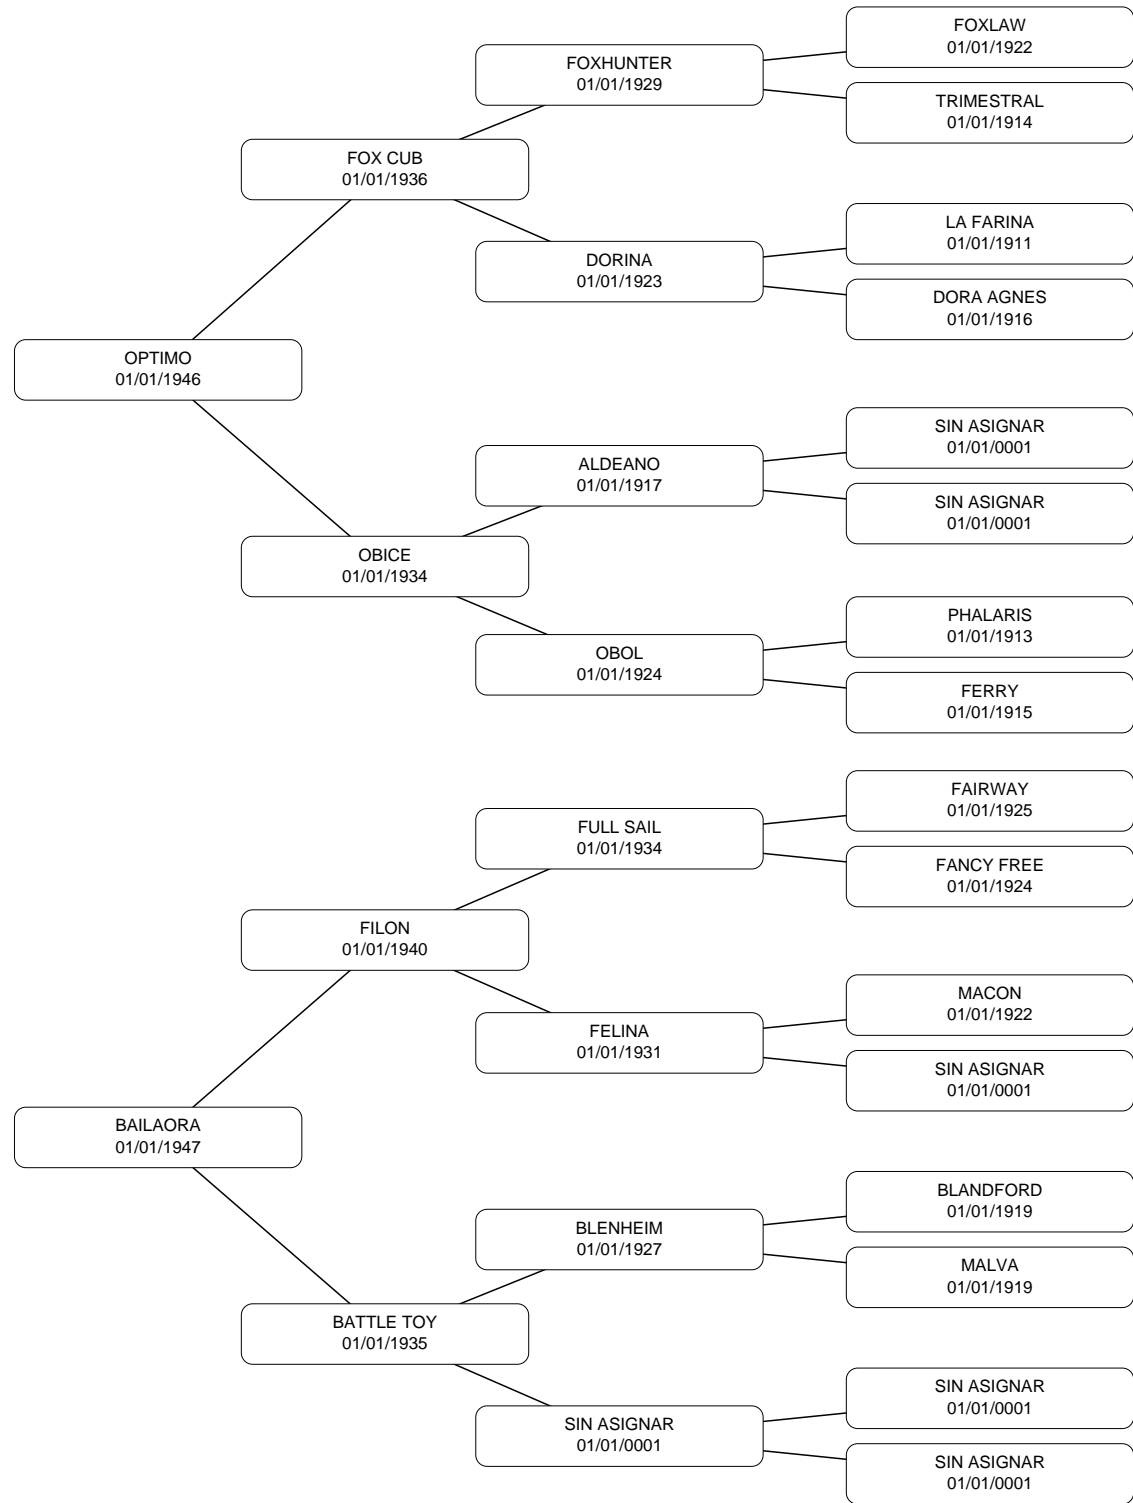 FOXLAW
01/01/1922
FOXHUNTER
01/01/1929
TRIMESTRAL
01/01/1914
FOX CUB
01/01/1936
LA FARINA
01/01/1911
DORINA
01/01/1923
DORA AGNES
01/01/1916
OPTIMO
01/01/1946
SIN ASIGNAR
01/01/0001
ALDEANO
01/01/1917
SIN ASIGNAR
01/01/0001
OBICE
01/01/1934
PHALARIS
01/01/1913
OBOL
01/01/1924
FERRY
01/01/1915
FAIRWAY
01/01/1925
FULL SAIL
01/01/1934
FANCY FREE
01/01/1924
FILON
01/01/1940
MACON
01/01/1922
FELINA
01/01/1931
SIN ASIGNAR
01/01/0001
BAILAORA
01/01/1947
BLANDFORD
01/01/1919
BLENHEIM
01/01/1927
MALVA
01/01/1919
BATTLE TOY
01/01/1935
SIN ASIGNAR
01/01/0001
SIN ASIGNAR
01/01/0001
SIN ASIGNAR
01/01/0001